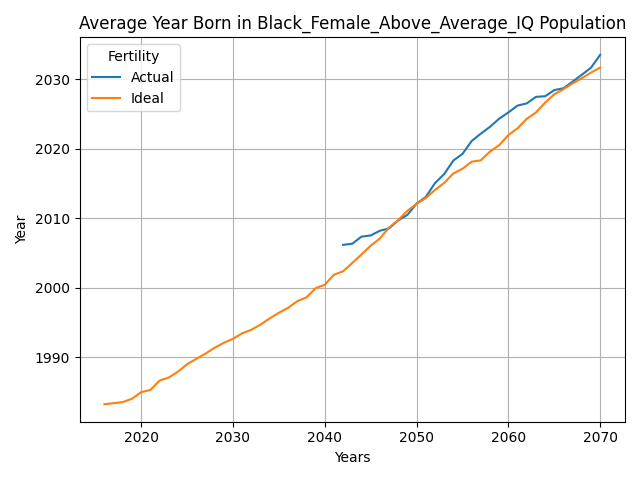 Average Year Born in Black_Female_Above_Average_IQ Population
Fertility
Actual
Ideal
Year
2030
2020
2010
2000
1990
2020 2030 2040 2050 2060 2070
Years